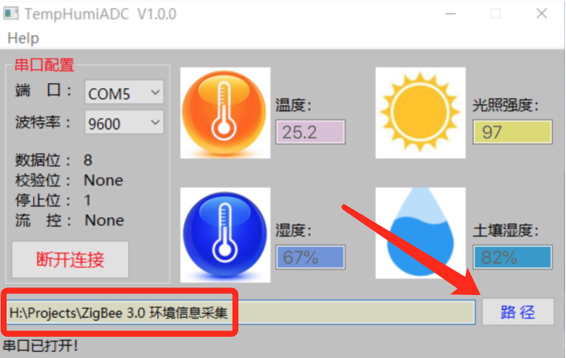 TempHumiADC V1.0.0
Help
串口配置
端 口： COM5
波特率： 9600
数据位： 8
校验位： None
停止位： 1
流 控： None
断开连接
温度：
25.2
光照强度：
97
湿度：
67%
土壤湿度：
82%
H:\Projects\ZigBee 3.0 环境信息采集
路 径
串口已打开!